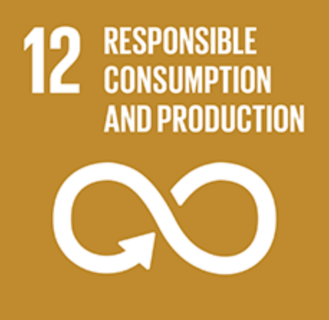 12 RESPONSIBLE
CONSUMPTION
AND PRODUCTION